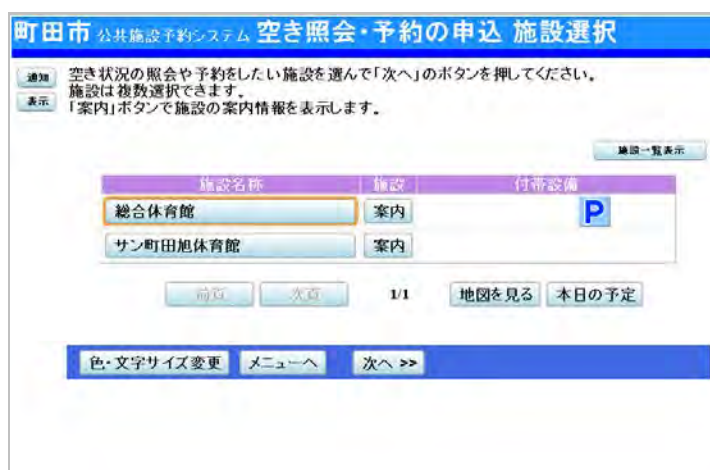 町田市 公共施設予約システム 空き照会・予約の申込 施設選択
通知
表示
空き状況の照会や予約をしたい施設を選んで「次へ」のボタンを押してください。
施設は複数選択できます。
「案内」ボタンで施設の案内情報を表示します。
施設一覧表示
施設名称 施設 付帯設備
総合体育館 案内 P
サン町田旭体育館 案内
前頁 次頁 1/1 地図を見る 本日の予定
色・文字サイズ変更 メニューへ 次へ >>